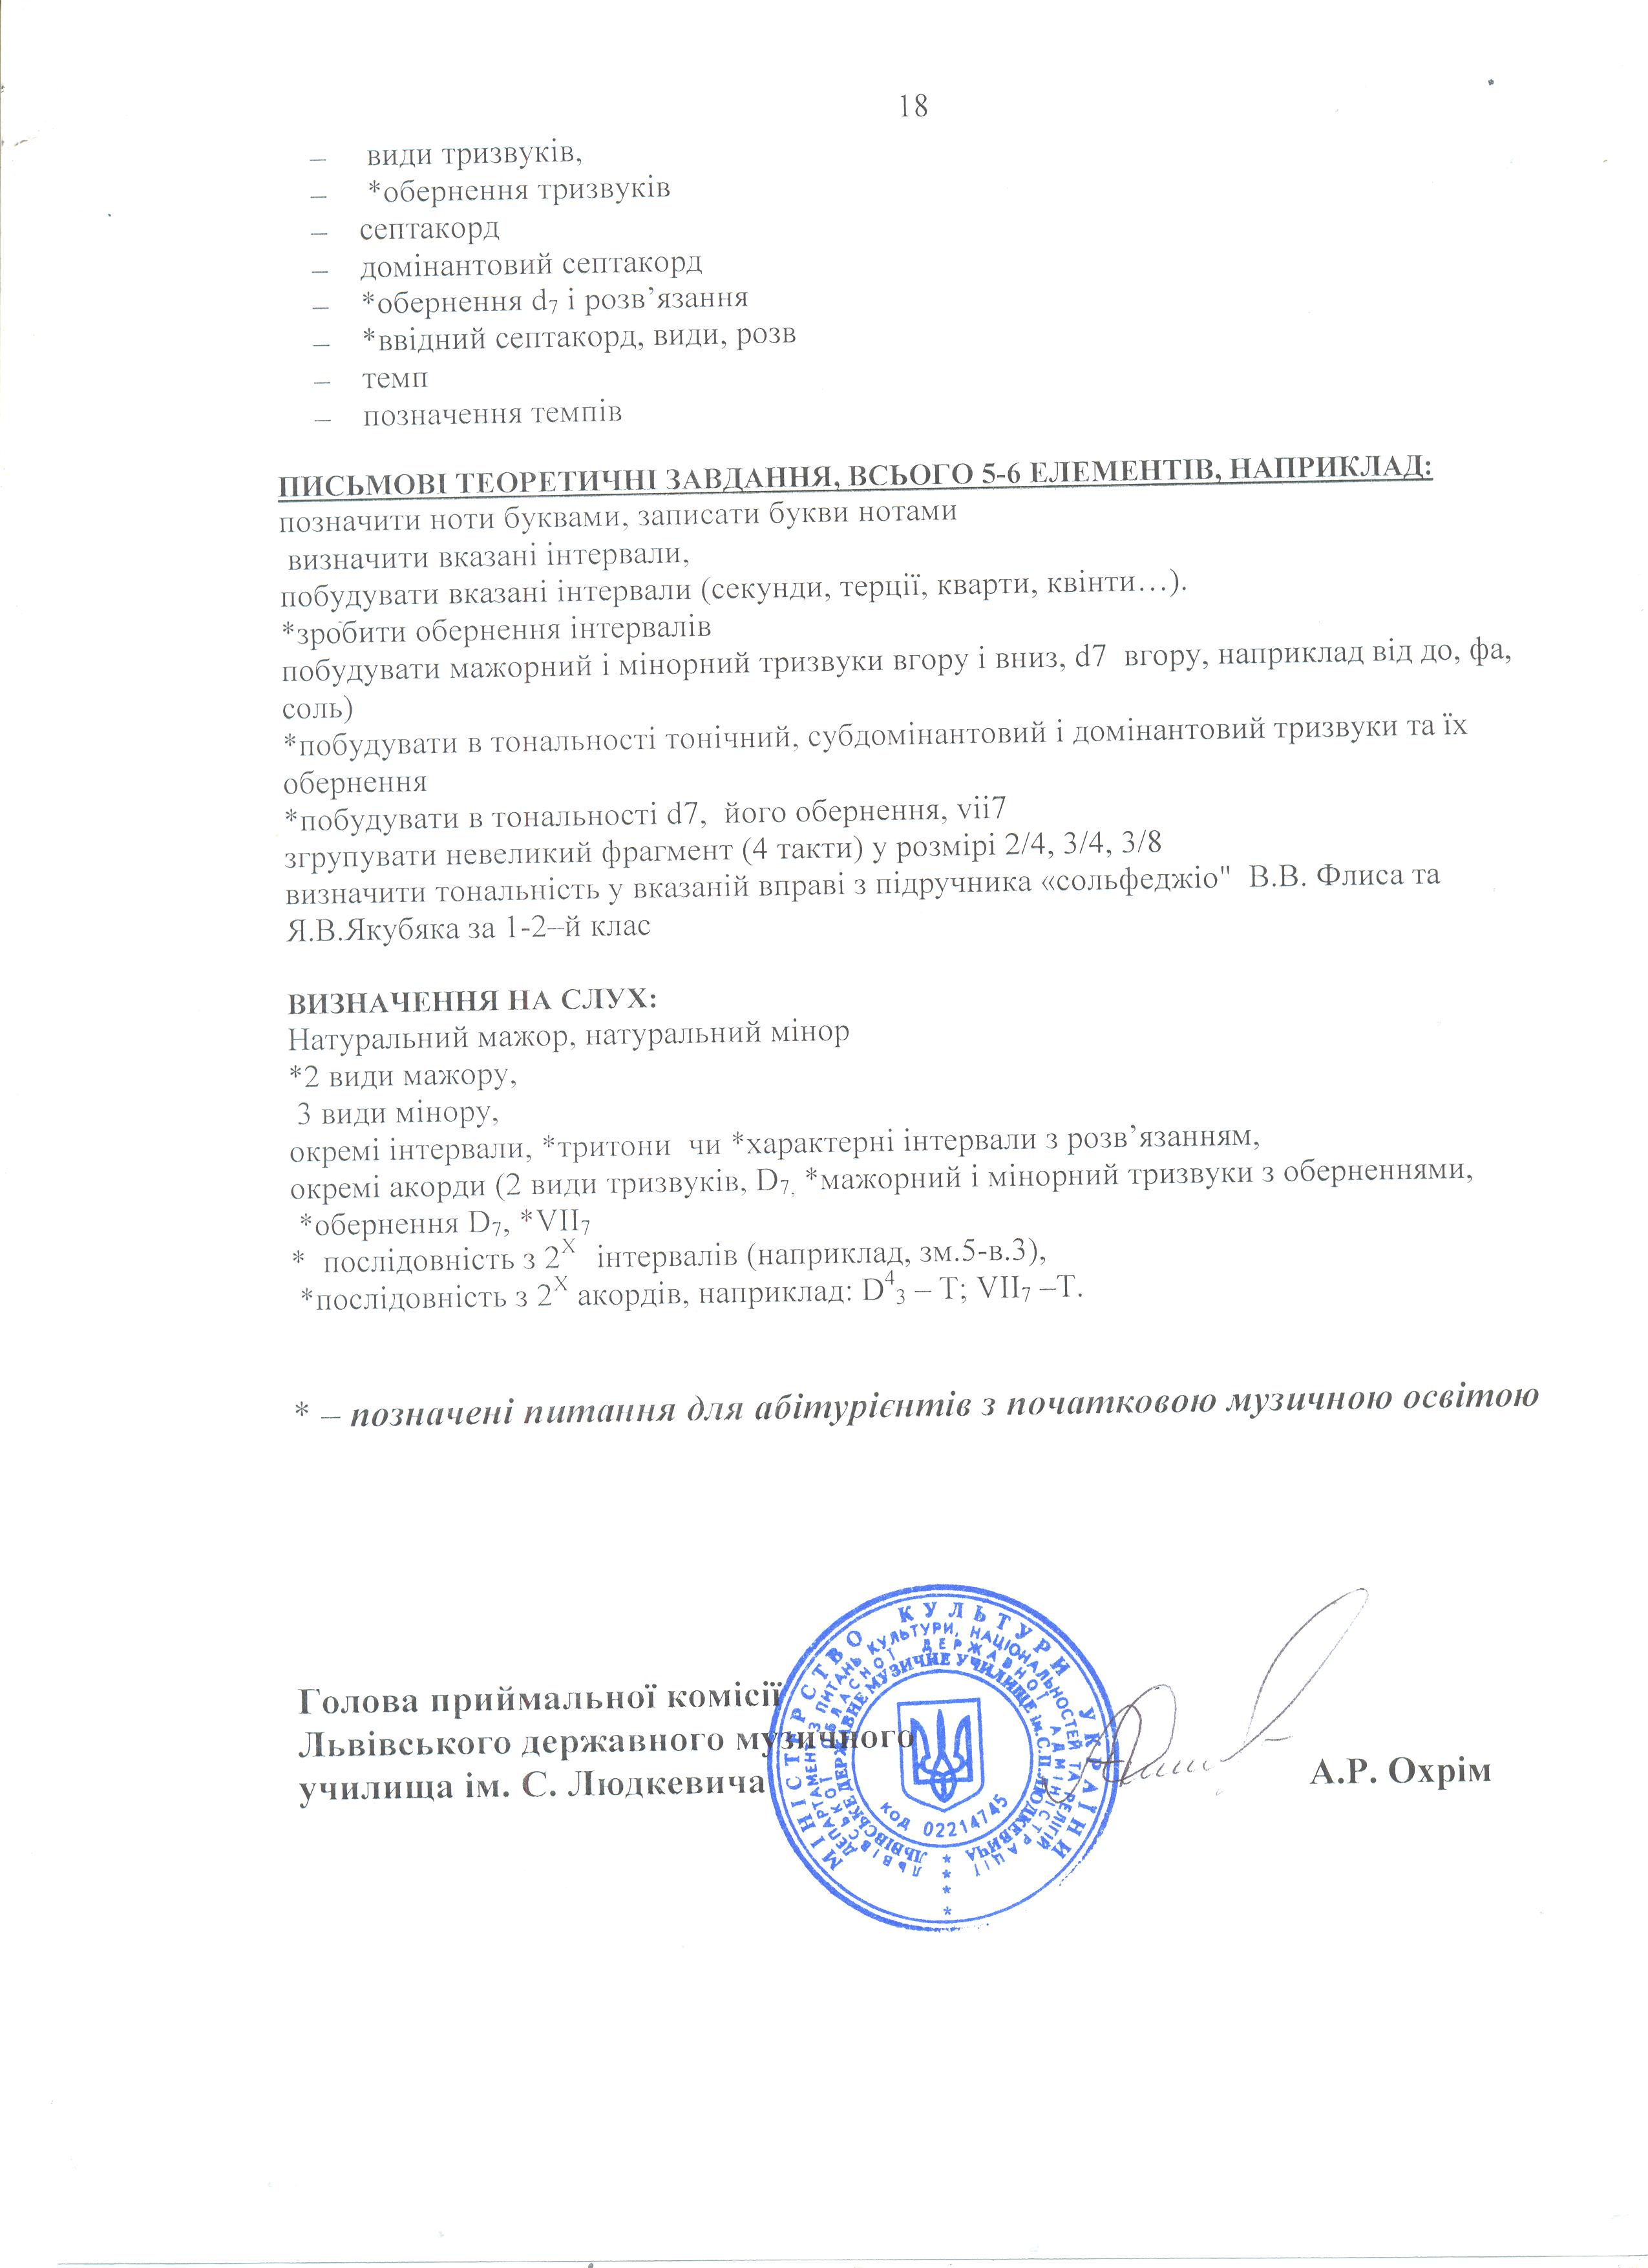 18
– види тризвуків,
– *обернення тризвуків
– септакорд
– домінантовий септакорд
– *обернення d₇ і розв’язання
– *ввідний септакорд, види, розв
– темп
– позначення темпів
ПИСЬМОВІ ТЕОРЕТИЧНІ ЗАВДАННЯ, ВСЬОГО 5-6 ЕЛЕМЕНТІВ, НАПРИКЛАД:
позначити ноти буквами, записати букви нотами
визначити вказані інтервали,
побудувати вказані інтервали (секунди, терції, кварти, квінти…).
*зробити обернення інтервалів
побудувати мажорний і мінорний тризвуки вгору і вниз, d7 вгору, наприклад від до, фа,
соль)
*побудувати в тональності тонічний, субдомінантовий і домінантовий тризвуки та їх
обернення
*побудувати в тональності d7, його обернення, vii7
згрупувати невеликий фрагмент (4 такти) у розмірі 2/4, 3/4, 3/8
визначити тональність у вказаній вправі з підручника «сольфеджіо" В.В. Флиса та
Я.В.Якубяка за 1-2–й клас
ВИЗНАЧЕННЯ НА СЛУХ:
Натуральний мажор, натуральний мінор
*2 види мажору,
3 види мінору,
окремі інтервали, *тритони чи *характерні інтервали з розв’язанням,
окремі акорди (2 види тризвуків, D₇, *мажорний і мінорний тризвуки з оберненнями,
*обернення D₇, *VII₇
* послідовність з 2ˣ інтервалів (наприклад, зм.5-в.3),
*послідовність з 2ˣ акордів, наприклад: D⁴₃ – Т; VII₇ –Т.
* – позначені питання для абітурієнтів з початковою музичною освітою
Голова приймальної комісії
Львівського державного музичного
училища ім. С. Людкевича
А.Р. Охрім
МІНІСТЕРСТВО КУЛЬТУРИ УКРАЇНИ
ДЕПАРТАМЕНТ З ПИТАНЬ КУЛЬТУРИ, НАЦІОНАЛЬНОСТЕЙ ТА РЕЛІГІЙ
ЛЬВІВСЬКОЇ ОБЛАСНОЇ ДЕРЖАВНОЇ АДМІНІСТРАЦІЇ
ЛЬВІВСЬКЕ ДЕРЖАВНЕ МУЗИЧНЕ УЧИЛИЩЕ ім.С.П.ЛЮДКЕВИЧА
код 02214745